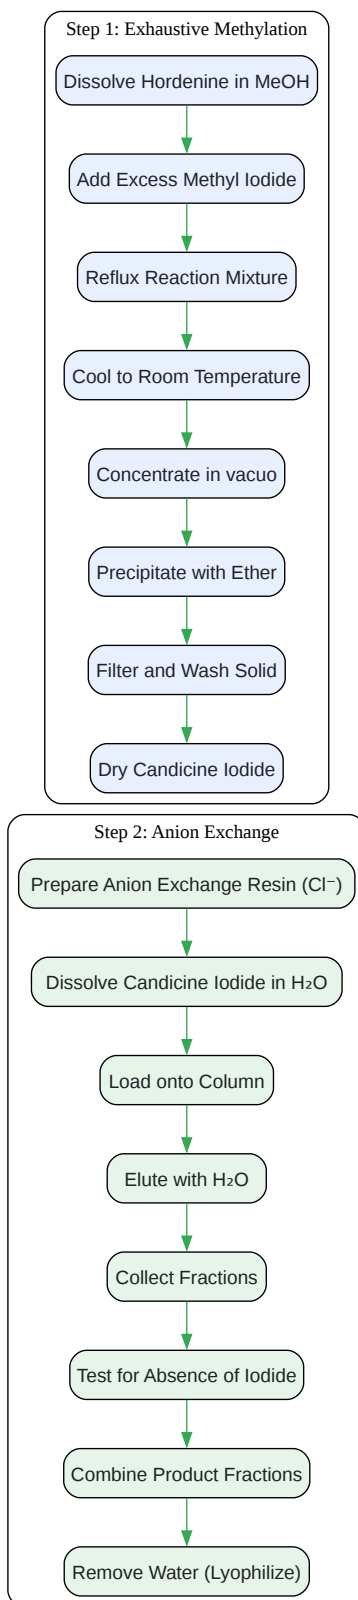 Step 1: Exhaustive Methylation
Dissolve Hordenine in MeOH
Add Excess Methyl Iodide
Reflux Reaction Mixture
Cool to Room Temperature
Concentrate in vacuo
Precipitate with Ether
Filter and Wash Solid
Dry Candicine Iodide
Step 2: Anion Exchange
Prepare Anion Exchange Resin (Cl⁻)
Dissolve Candicine Iodide in H₂O
Load onto Column
Elute with H₂O
Collect Fractions
Test for Absence of Iodide
Combine Product Fractions
Remove Water (Lyophilize)